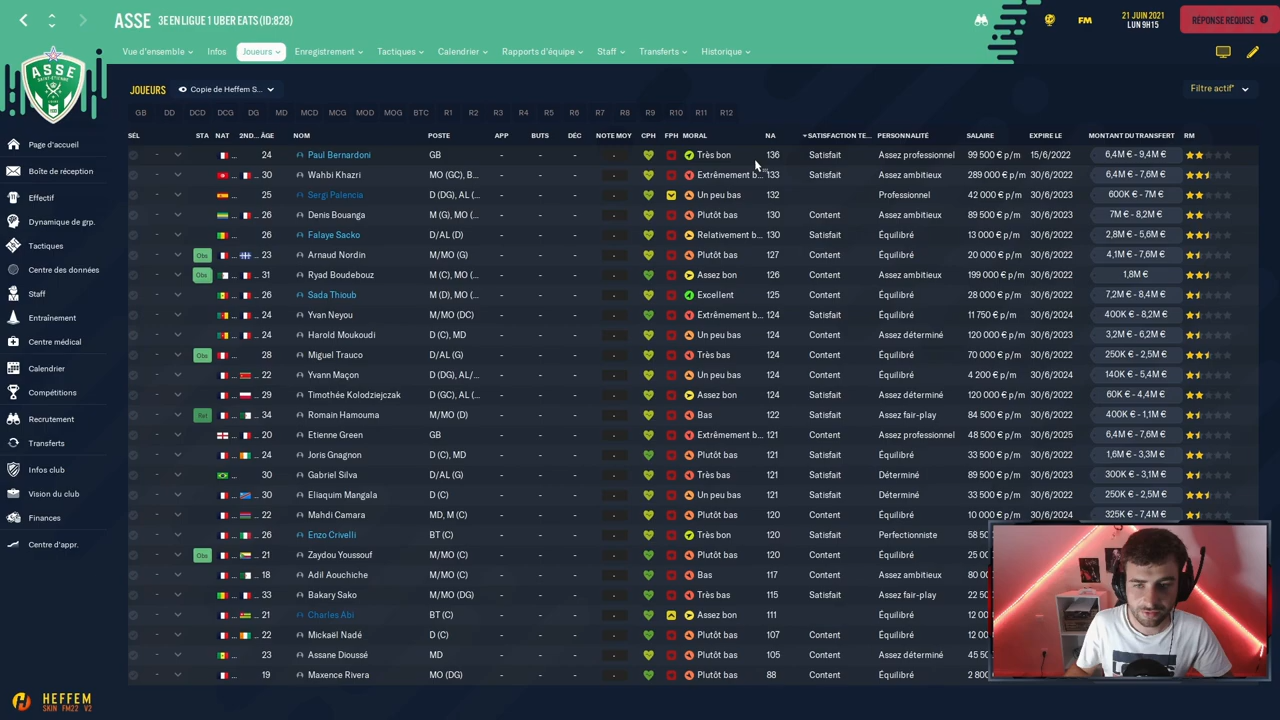 ASSE 3E EN LIGUE 1 UBER EATS (ID:828)
21 JUIN 2021
LUN 9H15
FM
RÉPONSE REQUISE
Vue d'ensemble Infos Joueurs Enregistrement Tactiques Calendrier Rapports d'équipe Staff Transferts Historique
ASSE
JOUEURS Copie de Heffem S... Filtre actif*
GB DD DCD DCG DG MD MCD MCG MOD MOG BTC R1 R2 R3 R4 R5 R6 R7 R8 R9 R10 R11 R12
SÉL STA NAT 2ND... ÂGE NOM POSTE APP BUTS DÉC NOTE MOY CPH FPH MORAL NA SATISFACTION TE... PERSONNALITÉ SALAIRE EXPIRE LE MONTANT DU TRANSFERT RM
- ... 24 Paul Bernardoni GB - - - - Très bon 136 Satisfait Assez professionnel 99 500 € p/m 15/6/2022 6,4M € - 9,4M €
- ... 30 Wahbi Khazri MO (GC), B... - - - - Extrêmement b... 133 Satisfait Assez ambitieux 289 000 € p/m 30/6/2022 6,4M € - 7,6M €
25 Sergi Palencia D (DG), AL (... - - - - Un peu bas 132 Professionnel 42 000 € p/m 30/6/2022 600K € - 7M €
- ... 26 Denis Bouanga M (G), MO (... - - - - Plutôt bas 130 Content Assez ambitieux 89 500 € p/m 30/6/2023 7M € - 8,2M €
- 26 Falaye Sacko D/AL (D) - - - - Relativement b... 130 Satisfait Équilibré 13 000 € p/m 30/6/2022 2,8M € - 5,6M €
- Obs ... 23 Arnaud Nordin M/MO (G) - - - - Plutôt bas 127 Content Équilibré 20 000 € p/m 30/6/2022 4,1M € - 7,6M €
- Obs ... 31 Ryad Boudebouz M (C), MO (... - - - - Assez bon 126 Content Assez ambitieux 199 000 € p/m 30/6/2022 1,8M €
- ... 26 Sada Thioub M (D), MO (... - - - - Excellent 125 Content Équilibré 28 000 € p/m 30/6/2022 7,2M € - 8,4M €
- ... 24 Yvan Neyou M/MO (DC) - - - - Extrêmement b... 124 Satisfait Équilibré 11 750 € p/m 30/6/2024 400K € - 8,2M €
- ... 24 Harold Moukoudi D (C), MD - - - - Un peu bas 124 Content Assez déterminé 120 000 € p/m 30/6/2023 3,2M € - 6,2M €
- Obs 28 Miguel Trauco D/AL (G) - - - - Très bas 124 Content Équilibré 70 000 € p/m 30/6/2022 250K € - 2,5M €
- ... 22 Yvann Maçon D (DG), AL/... - - - - Un peu bas 124 Content Équilibré 4 200 € p/m 30/6/2024 140K € - 5,4M €
- ... 29 Timothée Kolodziejczak D (GC), AL (... - - - - Assez bon 124 Satisfait Assez déterminé 120 000 € p/m 30/6/2022 60K € - 4,4M €
- Ret ... 34 Romain Hamouma M/MO (D) - - - - Bas 122 Satisfait Assez fair-play 84 500 € p/m 30/6/2022 400K € - 1,1M €
- ... 20 Etienne Green GB - - - - Extrêmement b... 121 Satisfait Assez professionnel 48 500 € p/m 30/6/2025 6,4M € - 7,6M €
- ... 24 Joris Gnagnon D (C), MD - - - - Plutôt bas 121 Content Équilibré 33 500 € p/m 30/6/2022 1,6M € - 3,3M €
- 30 Gabriel Silva D/AL (G) - - - - Très bas 121 Satisfait Déterminé 89 500 € p/m 30/6/2023 300K € - 3,1M €
- ... 30 Eliaquim Mangala D (C) - - - - Un peu bas 121 Satisfait Déterminé 33 500 € p/m 30/6/2022 250K € - 2,5M €
- ... 22 Mahdi Camara MD, M (C) - - - - Plutôt bas 121 Content Équilibré 10 000 € p/m 30/6/2024 325K € - 7,4M €
- ... 26 Enzo Crivelli BT (C) - - - - Très bon 120 Satisfait Perfectionniste 58 50
- Obs ... 21 Zaydou Youssouf M/MO (C) - - - - Plutôt bas 120 Content Équilibré 25 00
- ... 18 Adil Aouchiche M/MO (C) - - - - Bas 117 Satisfait Assez ambitieux 80 00
- ... 33 Bakary Sako M/MO (DG) - - - - Très bas 115 Satisfait Assez fair-play 22 50
... 21 Charles Abi BT (C) - - - - Assez bon 111 Équilibré 12 00
- ... 22 Mickaël Nadé D (C) - - - - Plutôt bas 107 Content Équilibré 12 00
- ... 23 Assane Dioussé MD - - - - Plutôt bas 105 Content Assez déterminé 45 50
- ... 19 Maxence Rivera MO (DG) - - - - Plutôt bas 88 Content Équilibré 2 800
Page d'accueil
Boîte de réception
Effectif
Dynamique de grp.
Tactiques
Centre des données
Staff
Entraînement
Centre médical
Calendrier
Compétitions
Recrutement
Transferts
Infos club
Vision du club
Finances
Centre d'appr.
HEFFEM
SKIN FM22 V2